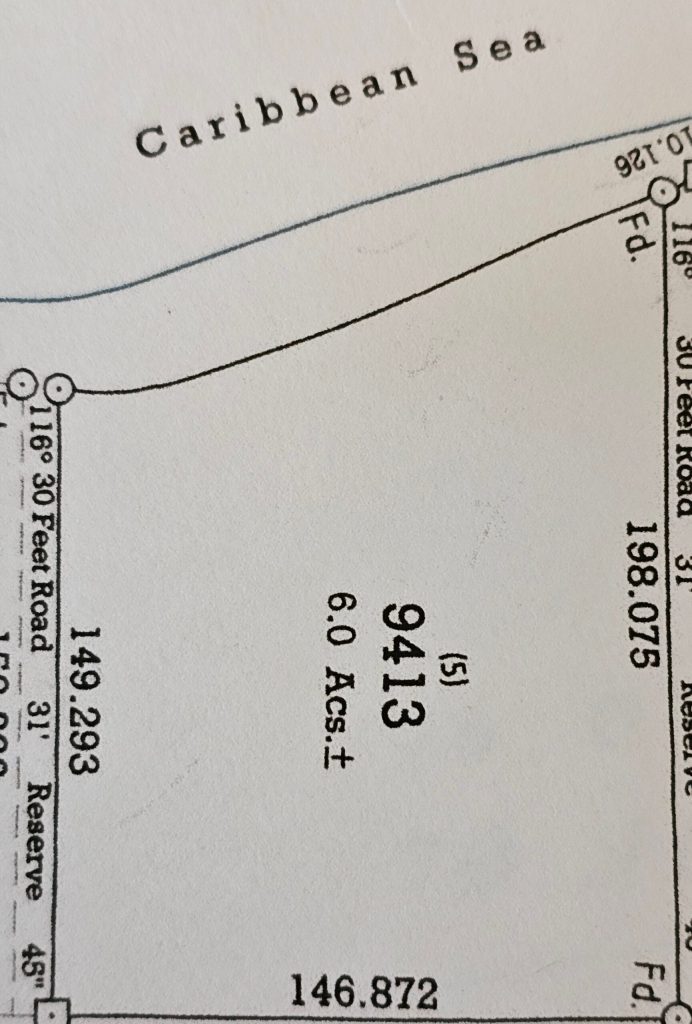 Caribbean Sea
10.126
Fd.
116° 30 Feet Road 31' Reserve
198.075
(5)
9413
6.0 Acs.±
149.293
116° 30 Feet Road 31' Reserve 45"
146.872
Fd.